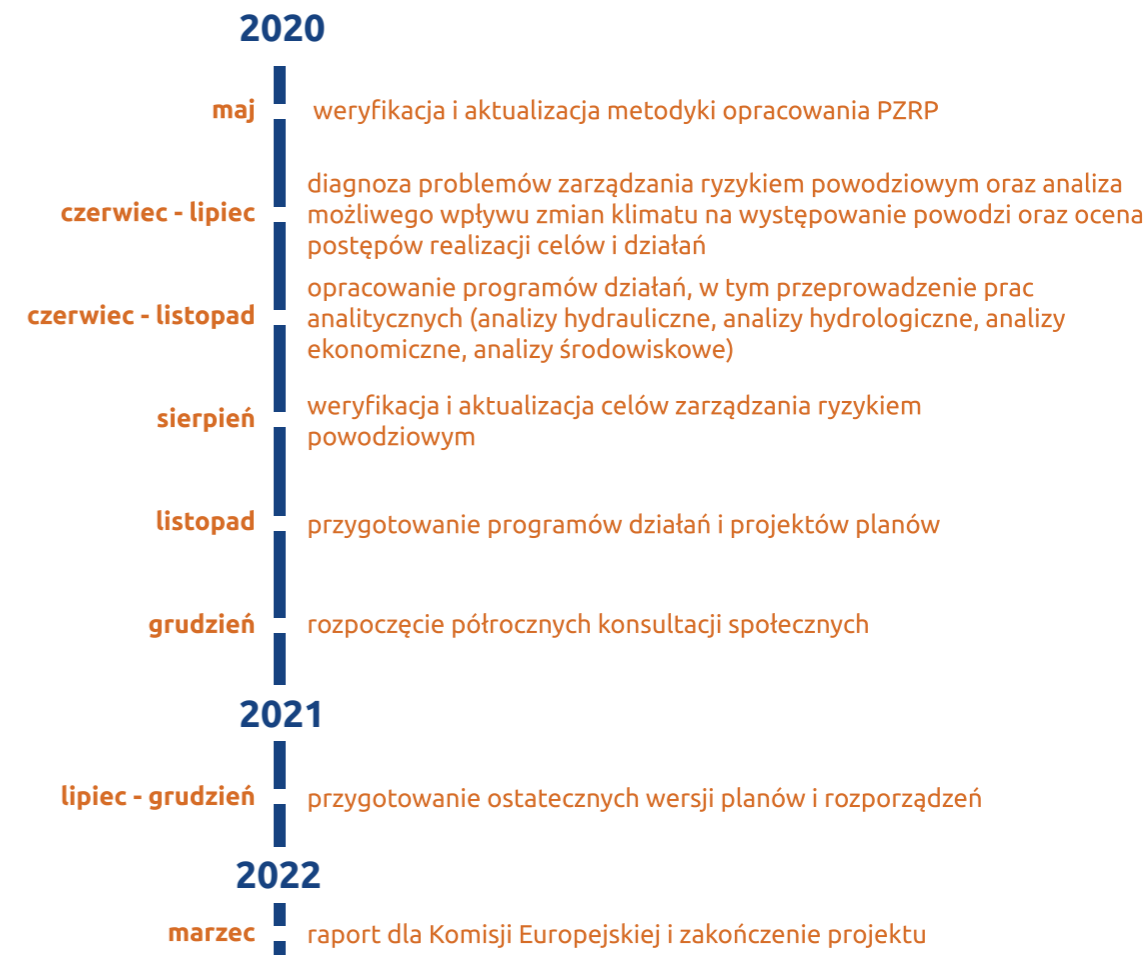 2020
maj
weryfikacja i aktualizacja metodyki opracowania PZRP
czerwiec - lipiec
diagnoza problemów zarządzania ryzykiem powodziowym oraz analiza
możliwego wpływu zmian klimatu na występowanie powodzi oraz ocena
postępów realizacji celów i działań
czerwiec - listopad
opracowanie programów działań, w tym przeprowadzenie prac
analitycznych (analizy hydrauliczne, analizy hydrologiczne, analizy
ekonomiczne, analizy środowiskowe)
sierpień
weryfikacja i aktualizacja celów zarządzania ryzykiem
powodziowym
listopad
przygotowanie programów działań i projektów planów
grudzień
rozpoczęcie półrocznych konsultacji społecznych
2021
lipiec - grudzień
przygotowanie ostatecznych wersji planów i rozporządzeń
2022
marzec
raport dla Komisji Europejskiej i zakończenie projektu